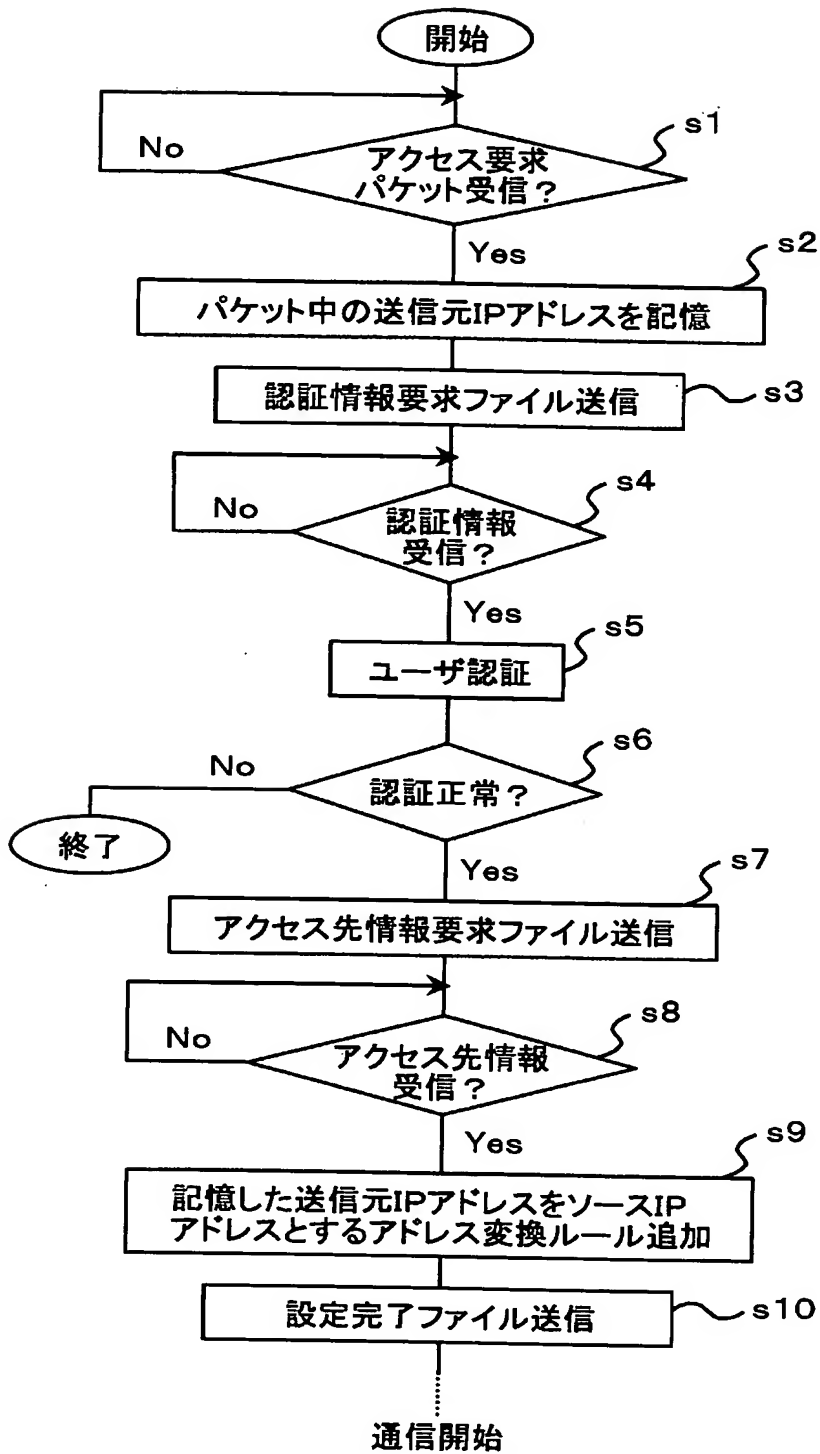 開始
s1
No
アクセス要求
パケット受信？
Yes
s2
パケット中の送信元IPアドレスを記憶
認証情報要求ファイル送信
s3
s4
No
認証情報
受信？
Yes
s5
ユーザ認証
s6
No
認証正常？
終了
Yes
s7
アクセス先情報要求ファイル送信
s8
No
アクセス先情報
受信？
Yes
s9
記憶した送信元IPアドレスをソースIP
アドレスとするアドレス変換ルール追加
設定完了ファイル送信
s10
通信開始